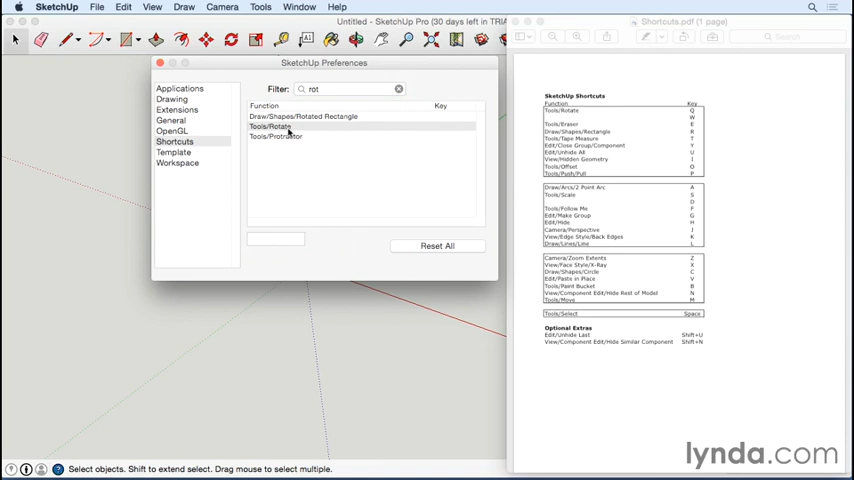 SketchUp File Edit View Draw Camera Tools Window Help
Untitled - SketchUp Pro (30 days left in TRIA
Shortcuts.pdf (1 page)
Search
SketchUp Preferences
Applications
Drawing
Extensions
General
OpenGL
Shortcuts
Template
Workspace
Filter: rot
Function Key
Draw/Shapes/Rotated Rectangle
Tools/Rotate
Tools/Protractor
Reset All
SketchUp Shortcuts
Function Key
Tools/Rotate Q
W
Tools/Eraser E
Draw/Shapes/Rectangle R
Tools/Tape Measure T
Edit/Close Group/Component Y
Edit/Unhide All U
View/Hidden Geometry I
Tools/Offset O
Tools/Push/Pull P
Draw/Arcs/2 Point Arc A
Tools/Scale S
D
Tools/Follow Me F
Edit/Make Group G
Edit/Hide H
Camera/Perspective J
View/Edge Style/Back Edges K
Draw/Lines/Line L
Camera/Zoom Extents Z
View/Face Style/X-Ray X
Draw/Shapes/Circle C
Edit/Paste in Place V
Tools/Paint Bucket B
View/Component Edit/Hide Rest of Model N
Tools/Move M
Tools/Select Space
Optional Extras
Edit/Unhide Last Shift+U
View/Component Edit/Hide Similar Component Shift+N
lynda.com
Select objects. Shift to extend select. Drag mouse to select multiple.